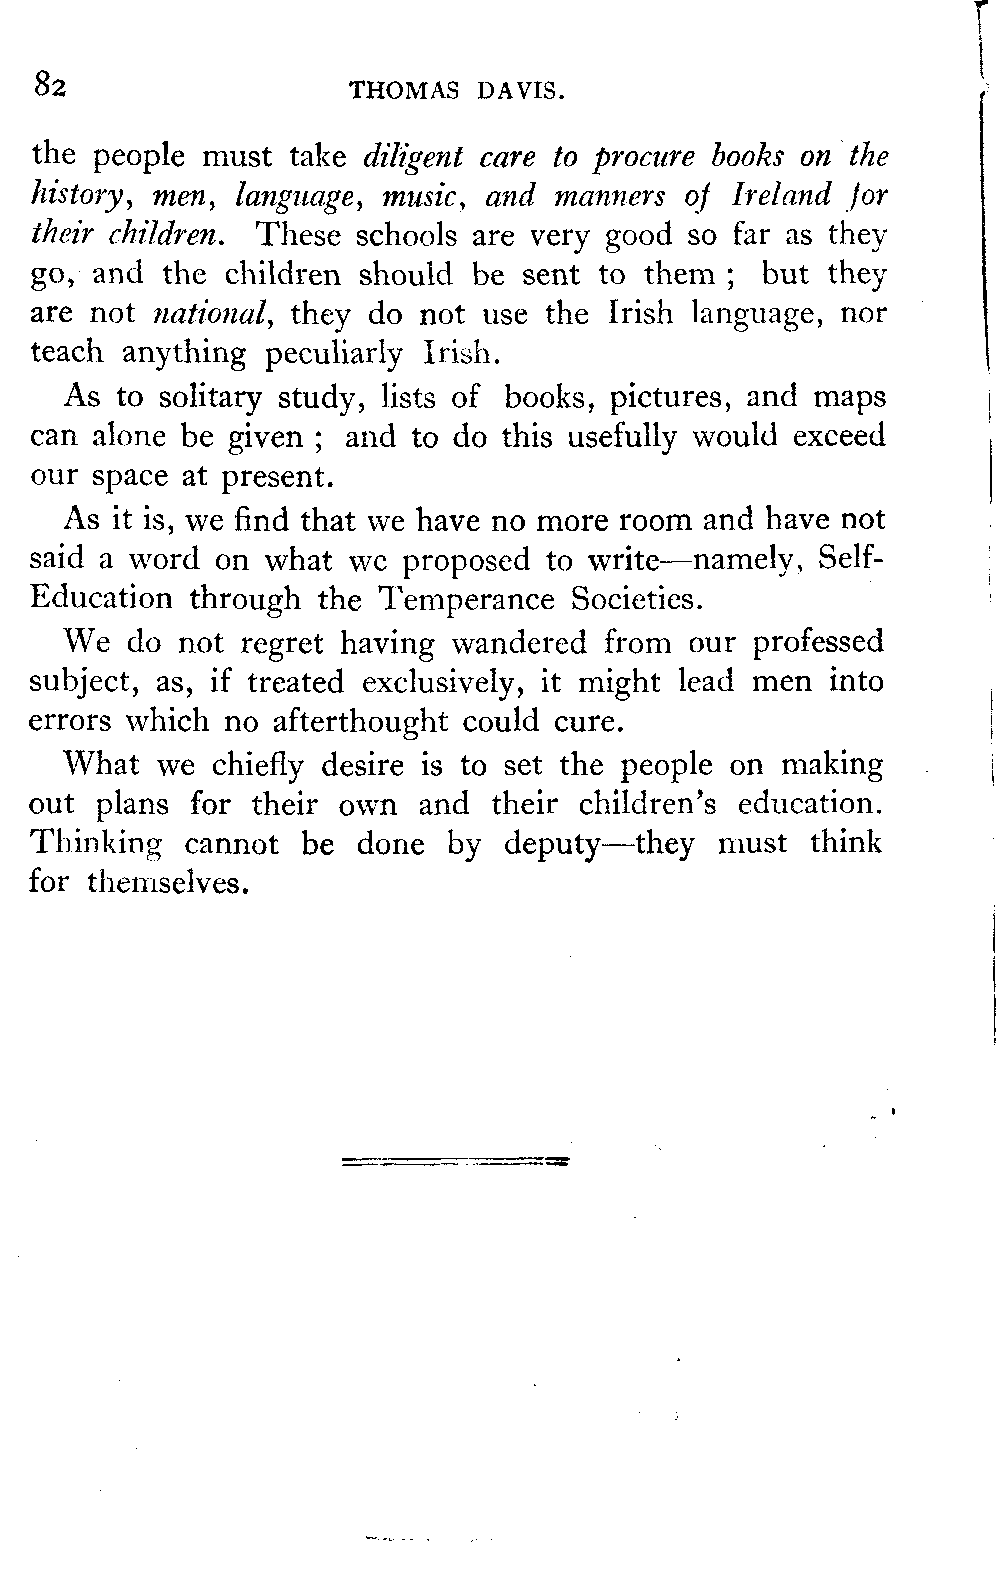 82 THOMAS DAVIS.
the people must take diligent care to procure books on the
history, men, language, music, and manners of Ireland for
their children. These schools are very good so far as they
go, and the children should be sent to them ; but they
are not national, they do not use the Irish language, nor
teach anything peculiarly Irish.
As to solitary study, lists of books, pictures, and maps
can alone be given ; and to do this usefully would exceed
our space at present.
As it is, we find that we have no more room and have not
said a word on what we proposed to write—namely, Self-
Education through the Temperance Societies.
We do not regret having wandered from our professed
subject, as, if treated exclusively, it might lead men into
errors which no afterthought could cure.
What we chiefly desire is to set the people on making
out plans for their own and their children's education.
Thinking cannot be done by deputy—they must think
for themselves.